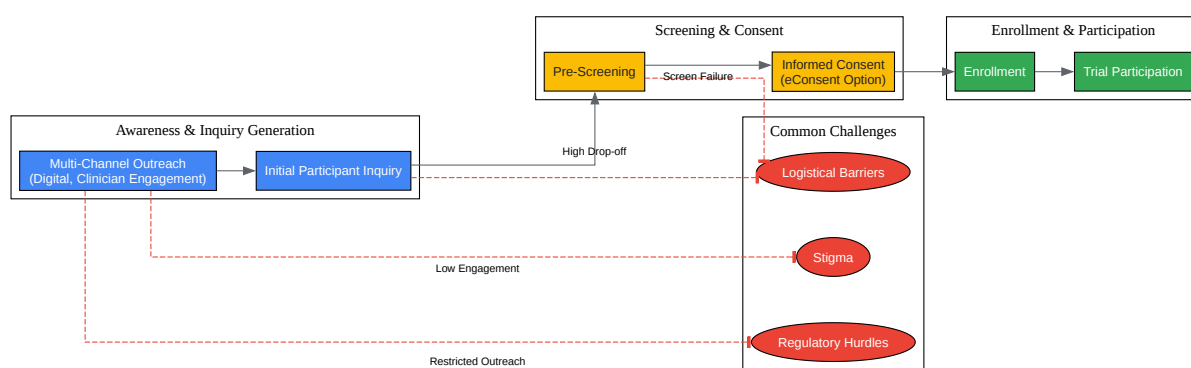 Screening & Consent
Enrollment & Participation
Pre-Screening
Screen Failure
Informed Consent
(eConsent Option)
Enrollment
Trial Participation
Awareness & Inquiry Generation
Multi-Channel Outreach
(Digital, Clinician Engagement)
Initial Participant Inquiry
High Drop-off
Common Challenges
Logistical Barriers
Stigma
Low Engagement
Regulatory Hurdles
Restricted Outreach